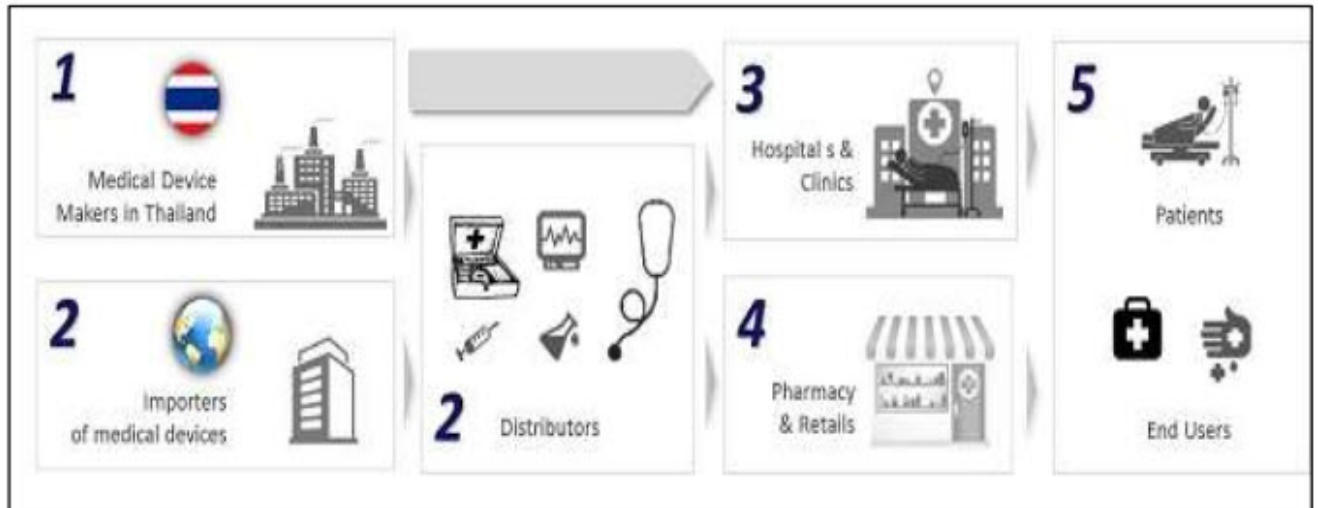 1
Medical Device
Makers in Thailand
2
Importers
of medical devices
2
Distributors
3
Hospital s &
Clinics
4
Pharmacy
& Retails
5
Patients
End Users